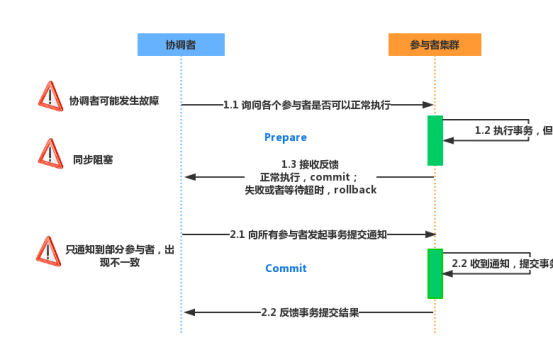 协调者
参与者集群
协调者可能发生故障
1.1 询问各个参与者是否可以正常执行
1.2 执行事务，但
Prepare
同步阻塞
1.3 接收反馈
正常执行，commit；
失败或者等待超时，rollback
2.1 向所有参与者发起事务提交通知
只通知到部分参与者，出
现不一致
Commit
2.2 收到通知，提交事务
2.2 反馈事务提交结果